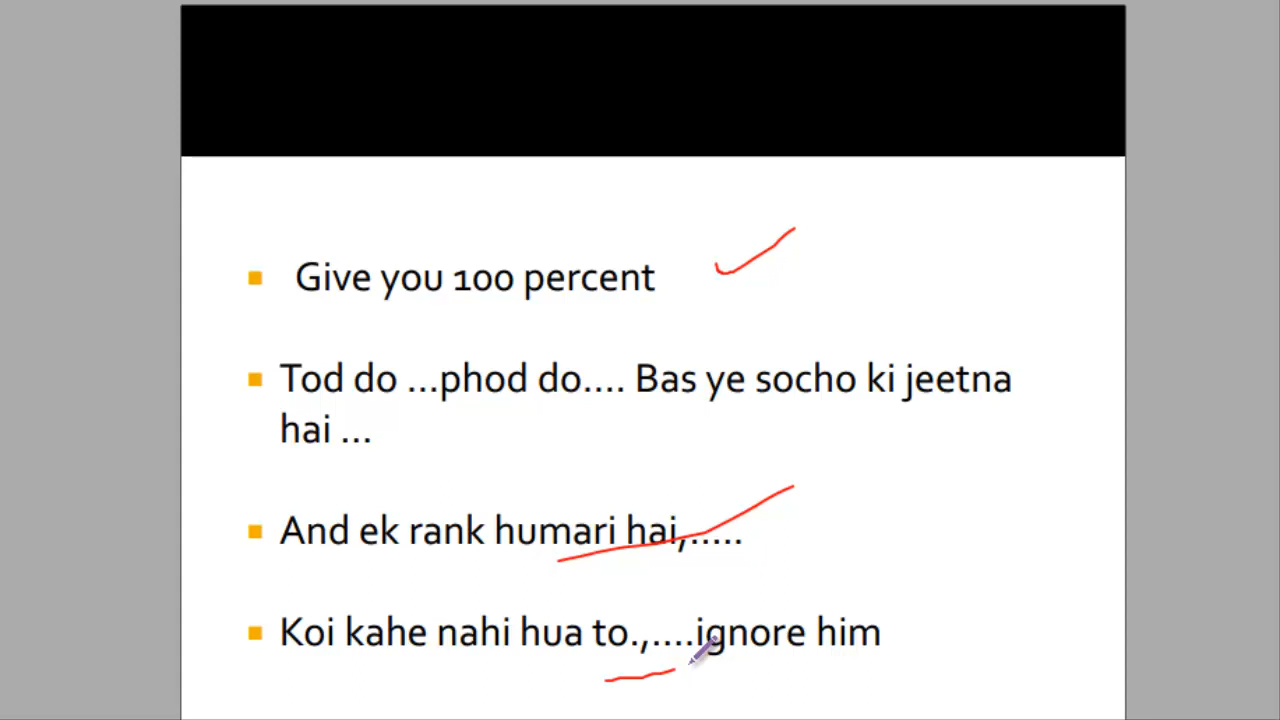 Give you 100 percent
Tod do ...phod do.... Bas ye socho ki jeetna
hai ...
And ek rank humari hai,.....
Koi kahe nahi hua to.,....ignore him